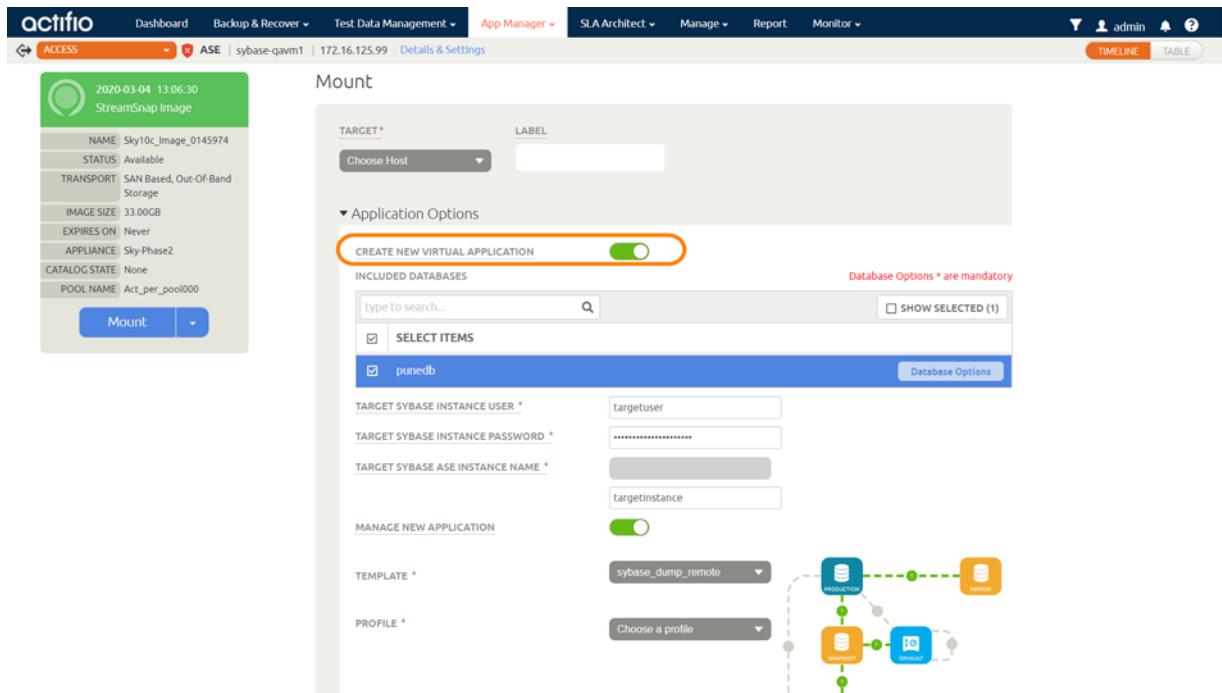 actifio Dashboard Backup & Recover Test Data Management App Manager SLA Architect Manage Report Monitor admin
ACCESS ASE | sybase-qavm1 | 172.16.125.99 Details & Settings TIMELINE TABLE
2020-03-04 13:06:30
StreamSnap Image
NAME Sky10c_Image_0145974
STATUS Available
TRANSPORT SAN Based, Out-Of-Band
Storage
IMAGE SIZE 33.00GB
EXPIRES ON Never
APPLIANCE Sky-Phase2
CATALOG STATE None
POOL NAME Act_per_pool000
Mount
Mount
TARGET* LABEL
Choose Host
Application Options
CREATE NEW VIRTUAL APPLICATION
INCLUDED DATABASES Database Options * are mandatory
type to search... SHOW SELECTED (1)
SELECT ITEMS
punedb Database Options
TARGET SYBASE INSTANCE USER * targetuser
TARGET SYBASE INSTANCE PASSWORD *
TARGET SYBASE ASE INSTANCE NAME *
targetinstance
MANAGE NEW APPLICATION
TEMPLATE * sybase_dump_remote
PRODUCTION MIRROR
PROFILE * Choose a profile
SNAPSHOT